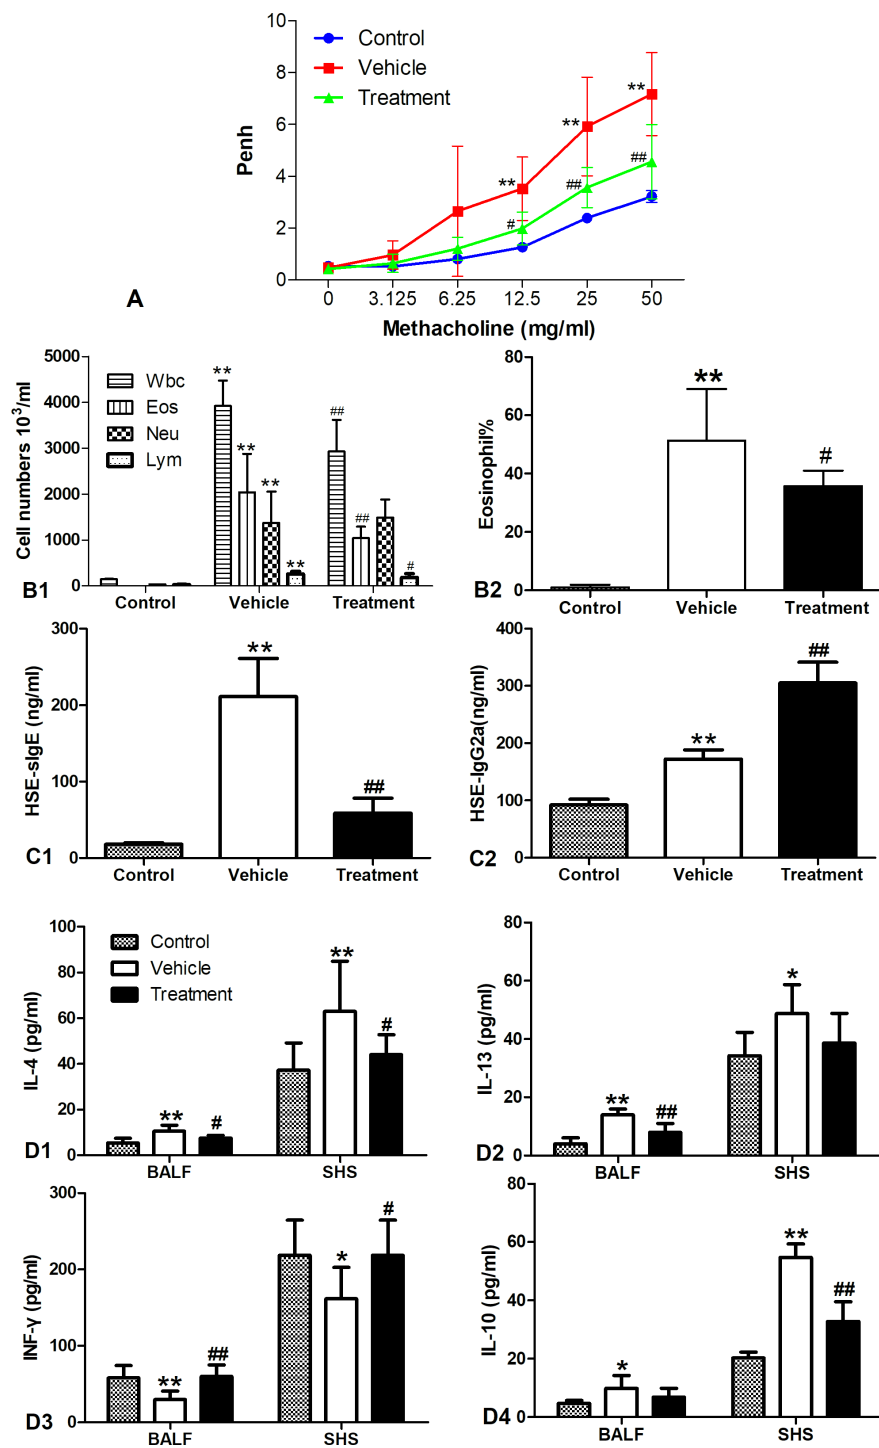 10
Control
Vehicle
Treatment
8
6
4
2
0
Penh
**
**
**
##
##
#
0 3.125 6.25 12.5 25 50
Methacholine (mg/ml)
A
5000
4000
3000
2000
1000
0
Cell numbers 10³/ml
Wbc
Eos
Neu
Lym
**
**
**
**
##
##
#
Control Vehicle Treatment
B1
80
60
40
20
0
Eosinophil%
**
#
Control Vehicle Treatment
B2
300
200
100
0
HSE-sIgE (ng/ml)
**
##
Control Vehicle Treatment
C1
400
300
200
100
0
HSE-IgG2a(ng/ml)
**
##
Control Vehicle Treatment
C2
100
80
60
40
20
0
IL-4 (pg/ml)
Control
Vehicle
Treatment
**
#
**
#
BALF SHS
D1
80
60
40
20
0
IL-13 (pg/ml)
**
##
*
BALF SHS
D2
300
200
100
0
INF-γ (pg/ml)
**
##
*
#
BALF SHS
D3
80
60
40
20
0
IL-10 (pg/ml)
*
**
##
BALF SHS
D4